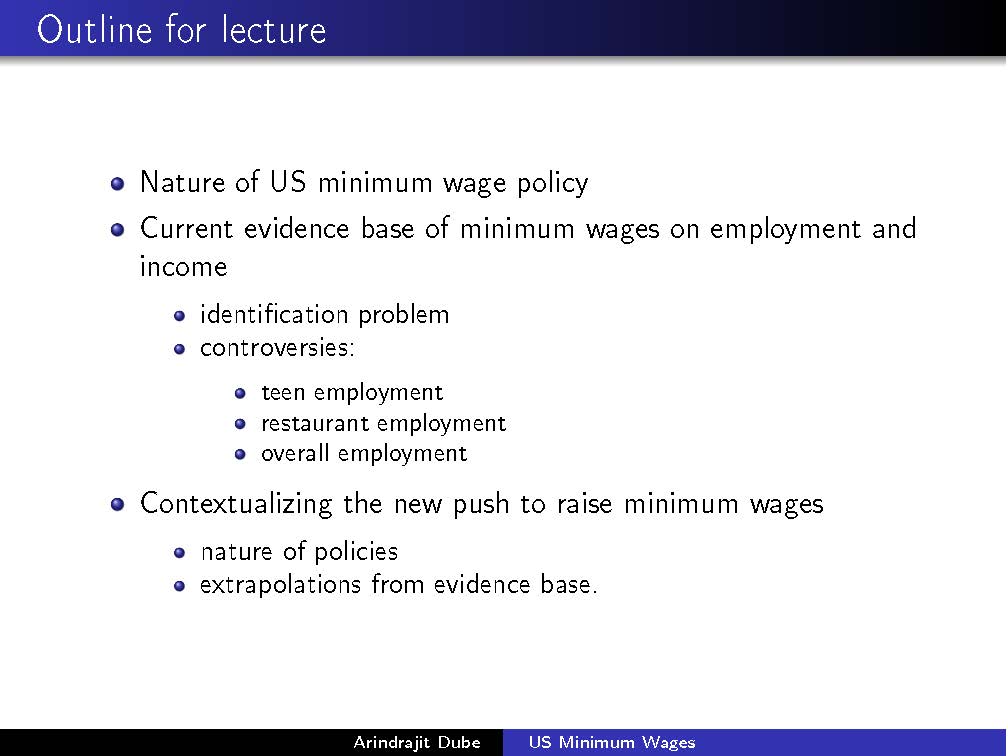 Outline for lecture
Nature of US minimum wage policy
Current evidence base of minimum wages on employment and
income
identification problem
controversies:
teen employment
restaurant employment
overall employment
Contextualizing the new push to raise minimum wages
nature of policies
extrapolations from evidence base.
Arindrajit Dube US Minimum Wages